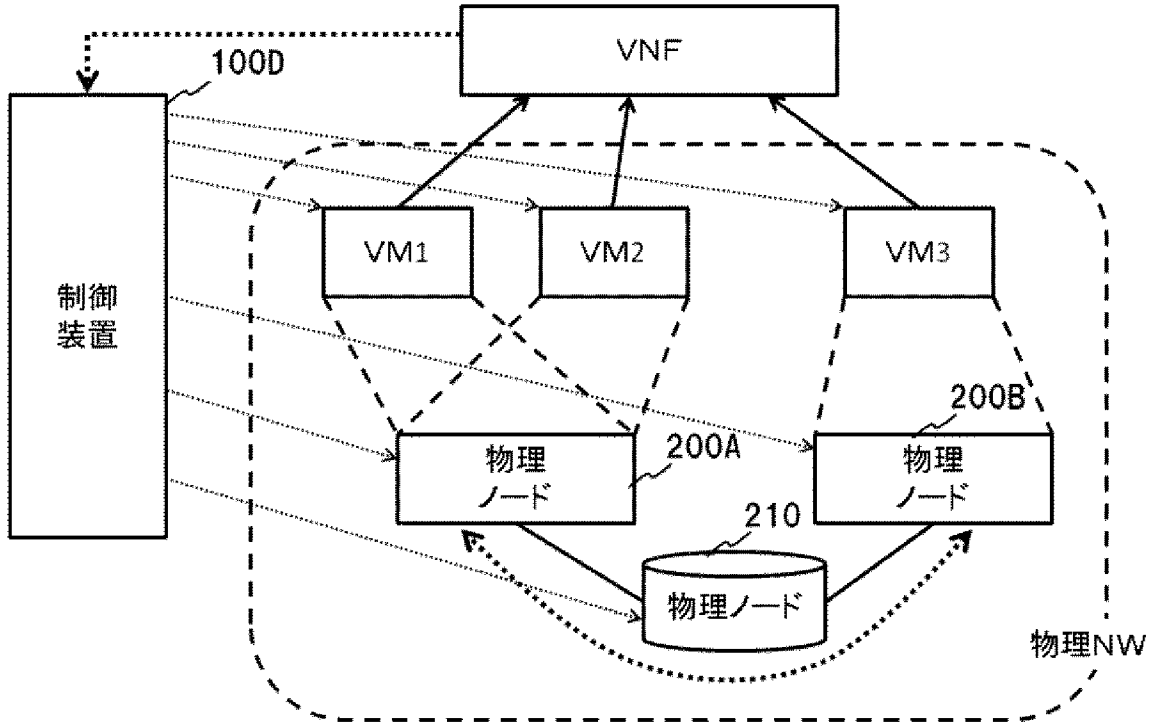 VNF
100D
VM1
VM2
VM3
制御
装置
200B
200A
物理
ノード
物理
ノード
210
物理ノード
物理NW